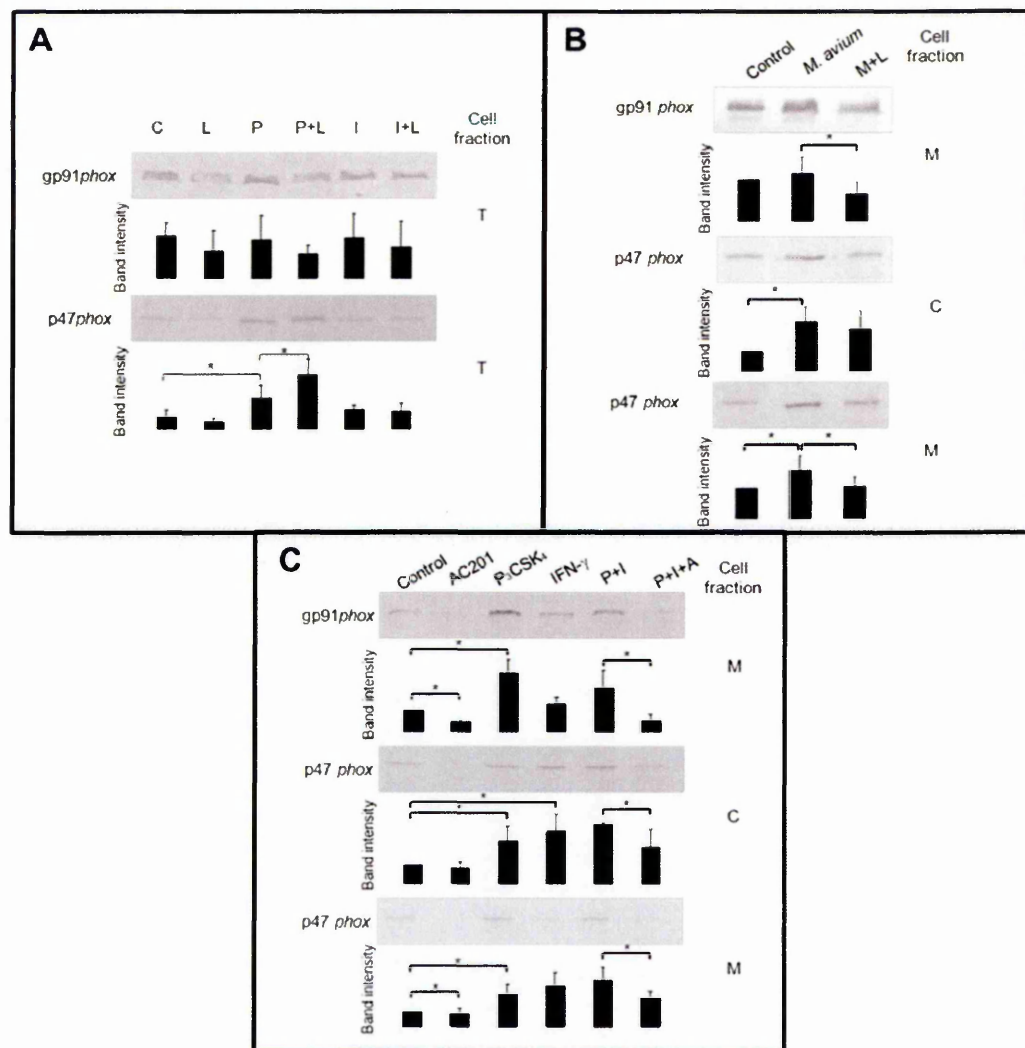 A
C L P P+L I I+L Cell fraction
gp91phox
Band intensity
T
p47phox
Band intensity
*
*
T
B
Control M. avium M+L Cell fraction
gp91 phox
Band intensity
*
M
p47 phox
Band intensity
*
C
p47 phox
Band intensity
*
*
M
C
Control AC201 P₃CSK₄ IFN-γ P+I P+I+A Cell fraction
gp91phox
Band intensity
*
*
*
M
p47 phox
Band intensity
*
*
*
C
p47 phox
Band intensity
*
*
*
M